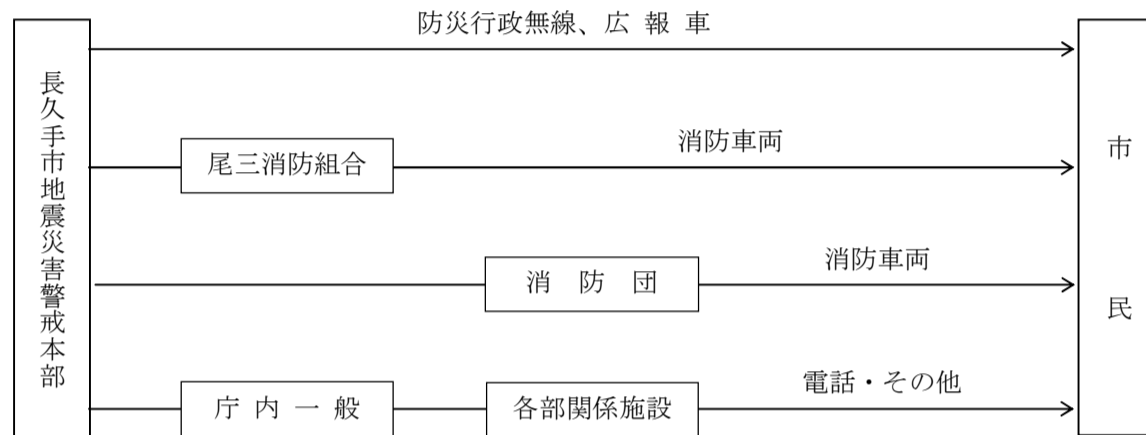 防災行政無線、広 報 車
長久手市地震災害警戒本部
尾三消防組合
消防車両
消 防 団
消防車両
庁 内 一 般
各部関係施設
電話・その他
市 民